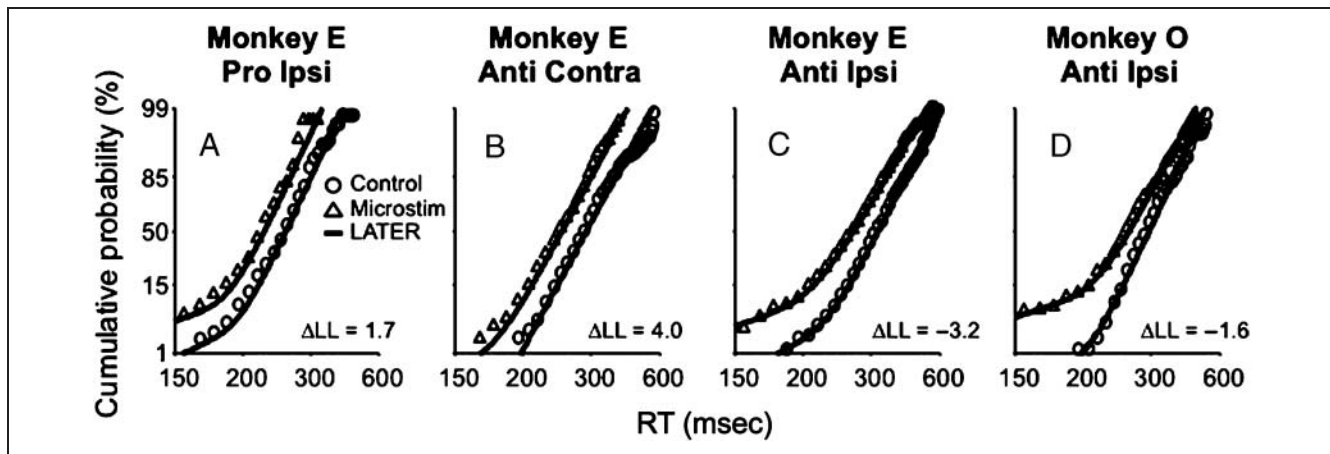 Monkey E
Pro Ipsi
Monkey E
Anti Contra
Monkey E
Anti Ipsi
Monkey O
Anti Ipsi
Cumulative probability (%)
99
85
50
15
1
A
B
C
D
Control
Microstim
LATER
ΔLL = 1.7
ΔLL = 4.0
ΔLL = −3.2
ΔLL = −1.6
150 200 300 600
150 200 300 600
150 200 300 600
150 200 300 600
RT (msec)